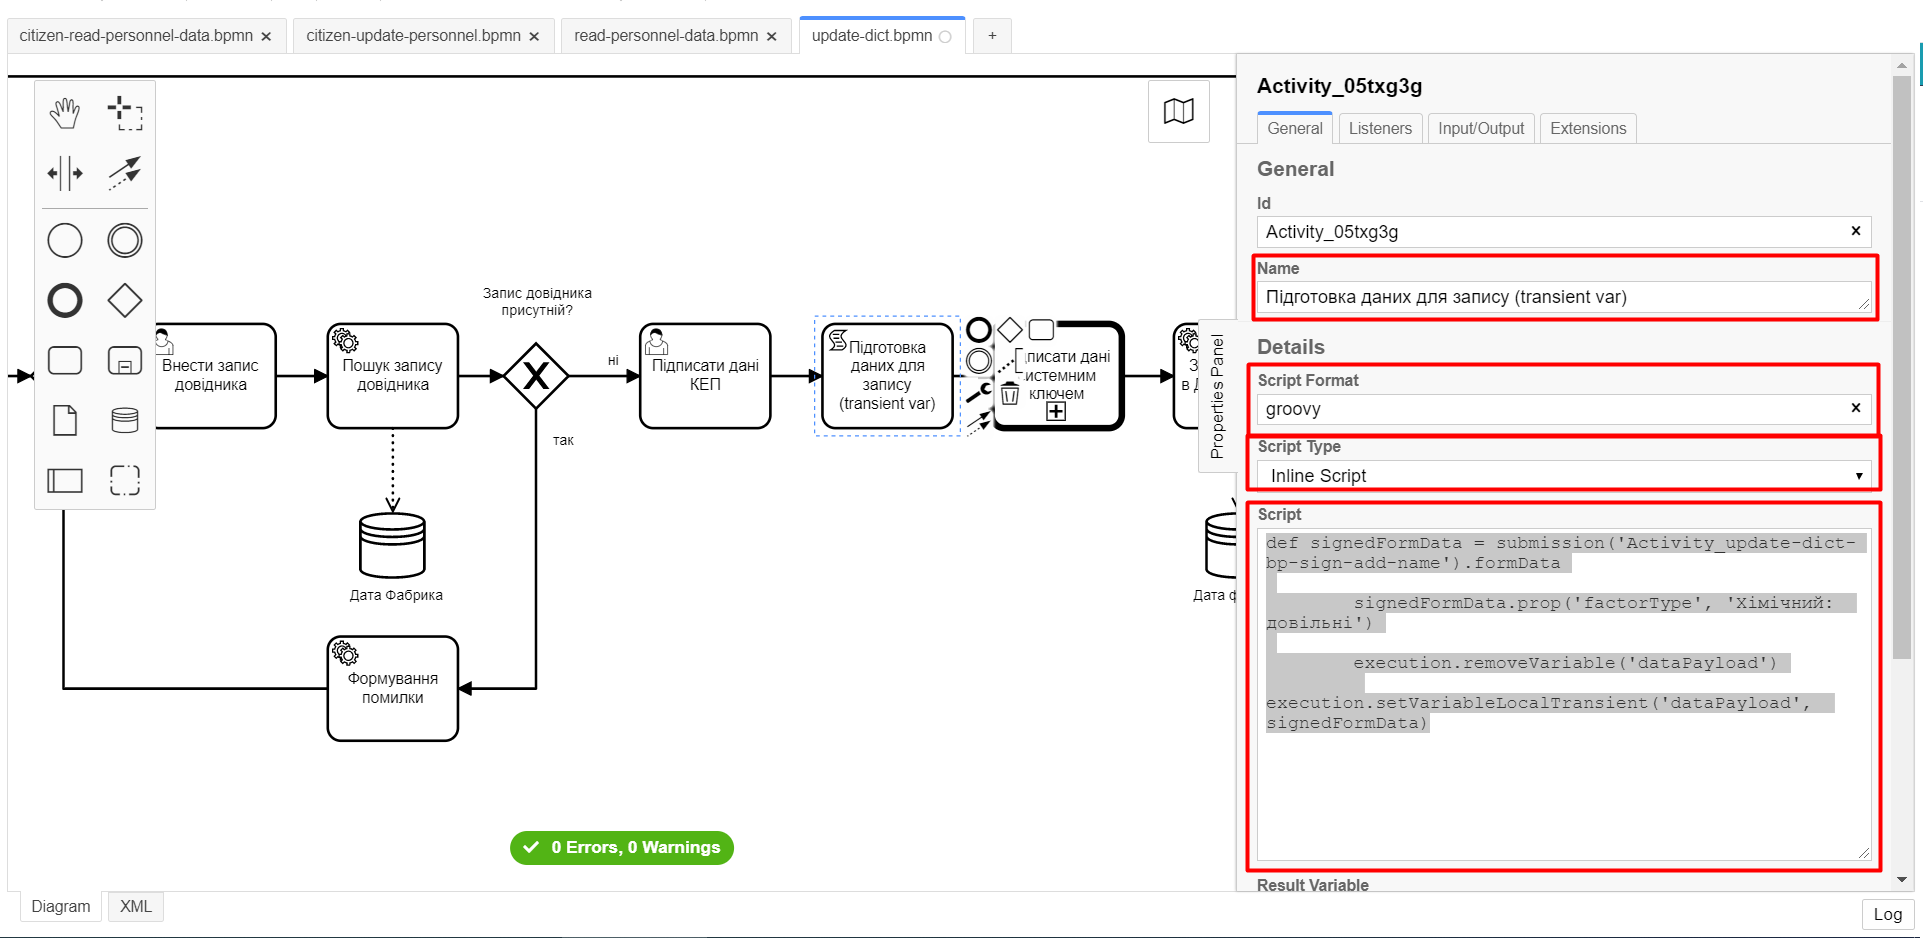 citizen-read-personnel-data.bpmn
citizen-update-personnel.bpmn
read-personnel-data.bpmn
update-dict.bpmn
+
Activity_05txg3g
General
Listeners
Input/Output
Extensions
General
Id
Activity_05txg3g
Name
Підготовка даних для запису (transient var)
Details
Script Format
groovy
Script Type
Inline Script
Script
def signedFormData = submission('Activity_update-dict-
bp-sign-add-name').formData
signedFormData.prop('factorType', 'Хімічний:
довільні')
execution.removeVariable('dataPayload')
execution.setVariableLocalTransient('dataPayload',
signedFormData)
Result Variable
Properties Panel
Внести запис
довідника
Пошук запису
довідника
Запис довідника
присутній?
ні
так
Підписати дані
КЕП
Підготовка
даних для
запису
(transient var)
дані
ключем
З
в Д
Дата Фабрика
Дата ф
Формування
помилки
0 Errors, 0 Warnings
Diagram
XML
Log